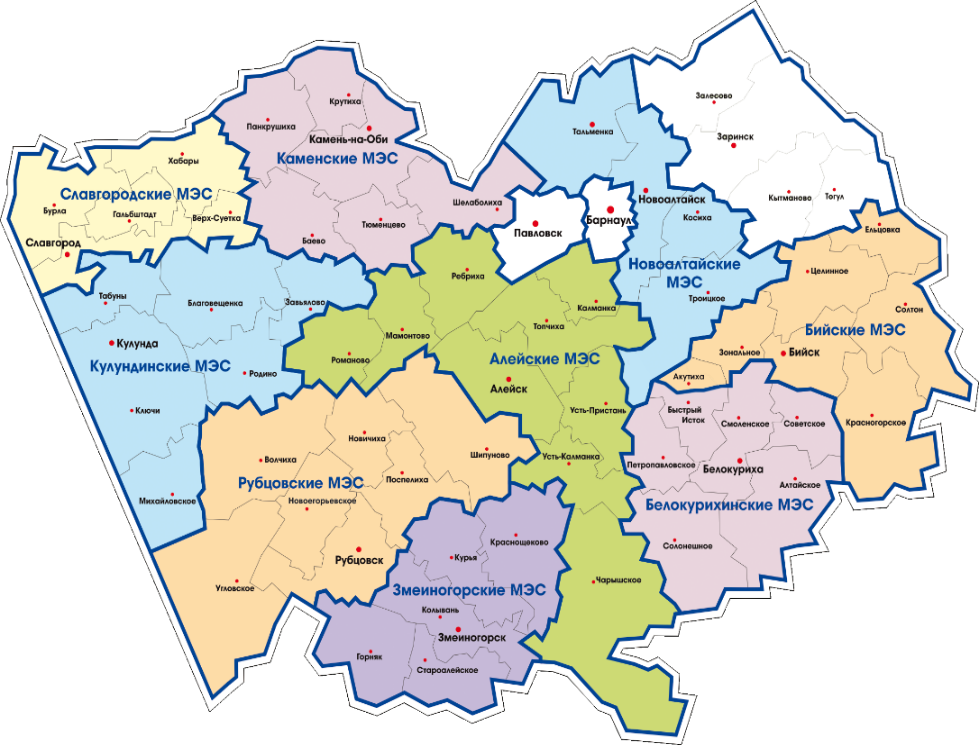 Залесово
Крутиха
Панкрушиха
Камень-на-Оби
Тальменка
Заринск
Каменские МЭС
Хабары
Славгородские МЭС
Кытманово
Тогул
Новоалтайск
Шелаболиха
Бурла
Гальбштадт
Верх-Суетка
Тюменцево
Барнаул
Косиха
Павловск
Ельцовка
Славгород
Баево
Новоалтайские
МЭС
Целинное
Ребриха
Табуны
Благовещенка
Завьялово
Калманка
Троицкое
Солтон
Топчиха
Бийские МЭС
Мамонтово
Кулунда
Романово
Алейские МЭС
Зональное
Бийск
Кулундинские МЭС
Родино
Акутиха
Алейск
Ключи
Усть-Пристань
Быстрый
Исток
Смоленское
Советское
Красногорское
Новичиха
Шипуново
Усть-Калманка
Волчиха
Петропавловское
Белокуриха
Рубцовские МЭС
Поспелиха
Алтайское
Михайловское
Новоегорьевское
Белокурихинские МЭС
Краснощеково
Солонешное
Рубцовск
Курья
Угловское
Змеиногорские МЭС
Чарышское
Колывань
Змеиногорск
Горняк
Староалейское